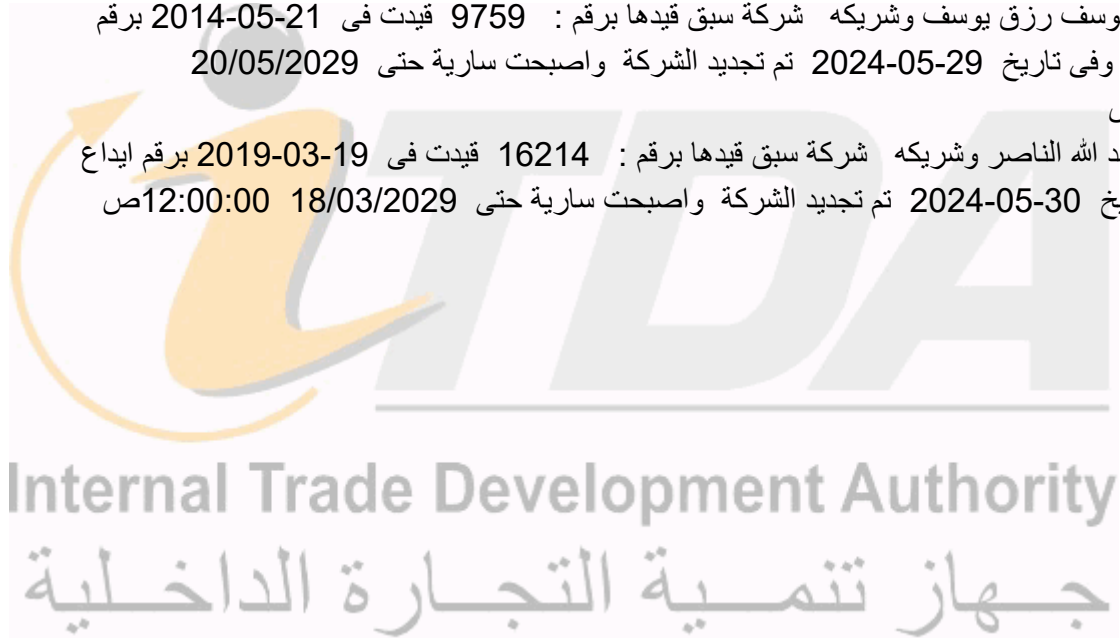 وسف رزق يوسف وشريكه شركة سبق قيدها برقم : 9759 قيدت فى 21-05-2014 برقم
وفى تاريخ 29-05-2024 تم تجديد الشركة واصبحت سارية حتى 20/05/2029
د الله الناصر وشريكه شركة سبق قيدها برقم : 16214 قيدت فى 19-03-2019 برقم ايداع
يخ 30-05-2024 تم تجديد الشركة واصبحت سارية حتى 18/03/2029 12:00:00ص
iTDA
Internal Trade Development Authority
جهاز تنمية التجارة الداخلية